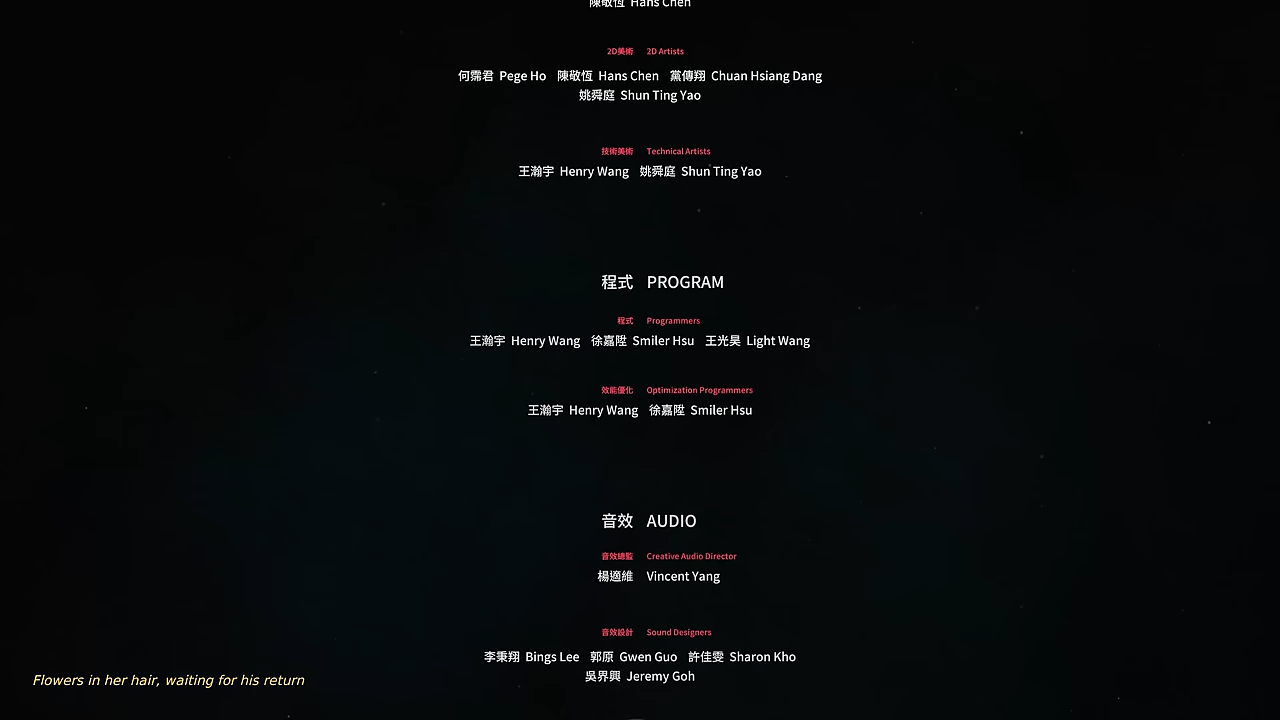 陳敬恆 Hans Chen
2D美術 2D Artists
何霈君 Pege Ho 陳敬恆 Hans Chen 黨傳翔 Chuan Hsiang Dang
姚舜庭 Shun Ting Yao
技術美術 Technical Artists
王瀚宇 Henry Wang 姚舜庭 Shun Ting Yao
程式 PROGRAM
程式 Programmers
王瀚宇 Henry Wang 徐嘉陞 Smiler Hsu 王光昊 Light Wang
效能優化 Optimization Programmers
王瀚宇 Henry Wang 徐嘉陞 Smiler Hsu
音效 AUDIO
音效總監 Creative Audio Director
楊適維 Vincent Yang
音效設計 Sound Designers
李秉翔 Bings Lee 郭原 Gwen Guo 許佳雯 Sharon Kho
吳界興 Jeremy Goh
Flowers in her hair, waiting for his return